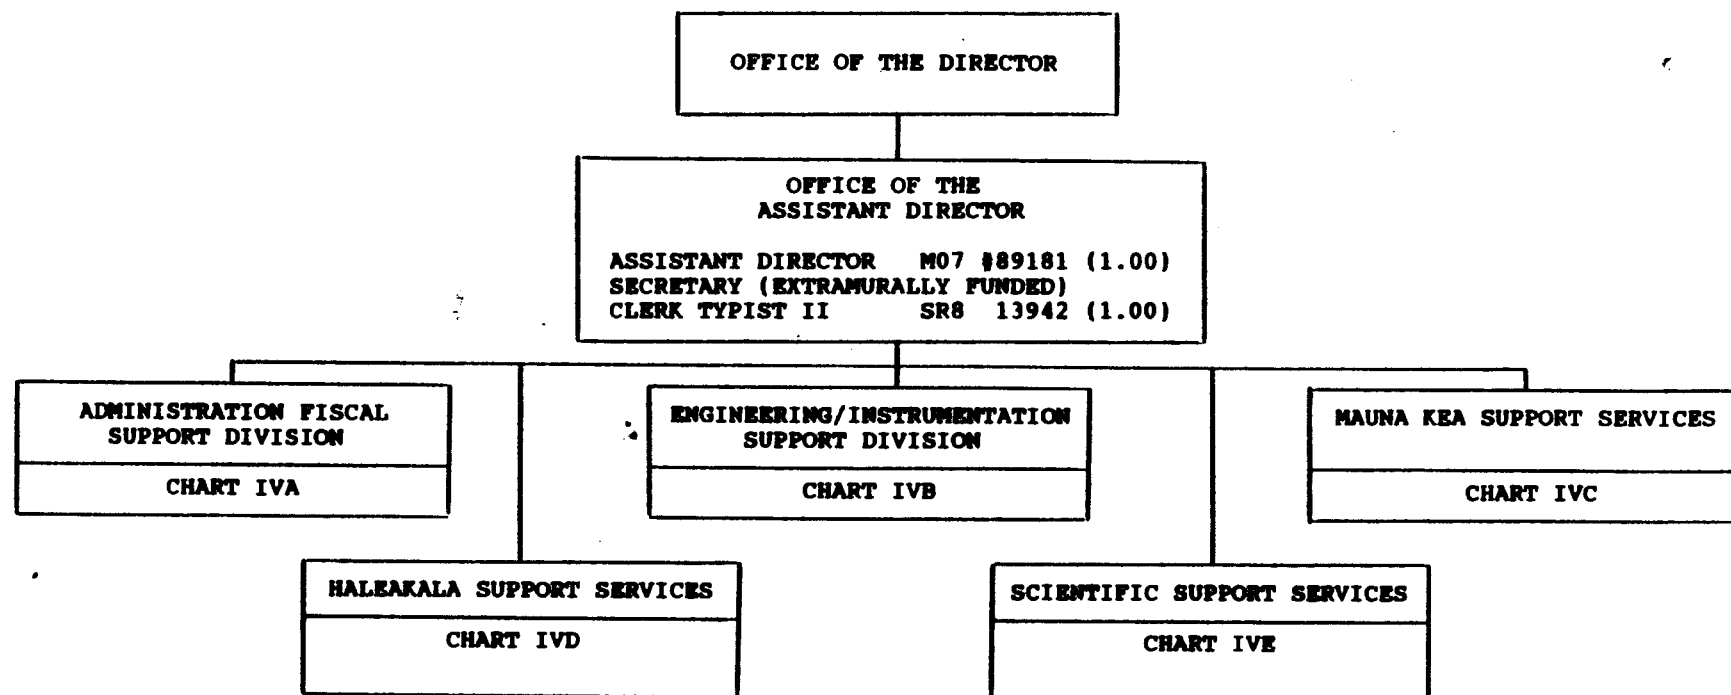 OFFICE OF THE DIRECTOR
OFFICE OF THE
ASSISTANT DIRECTOR
ASSISTANT DIRECTOR M07 #89181 (1.00)
SECRETARY (EXTRAMURALLY FUNDED)
CLERK TYPIST II SR8 13942 (1.00)
ADMINISTRATION FISCAL
SUPPORT DIVISION
CHART IVA
ENGINEERING/INSTRUMENTATION
SUPPORT DIVISION
CHART IVB
MAUNA KEA SUPPORT SERVICES
CHART IVC
HALEAKALA SUPPORT SERVICES
CHART IVD
SCIENTIFIC SUPPORT SERVICES
CHART IVE